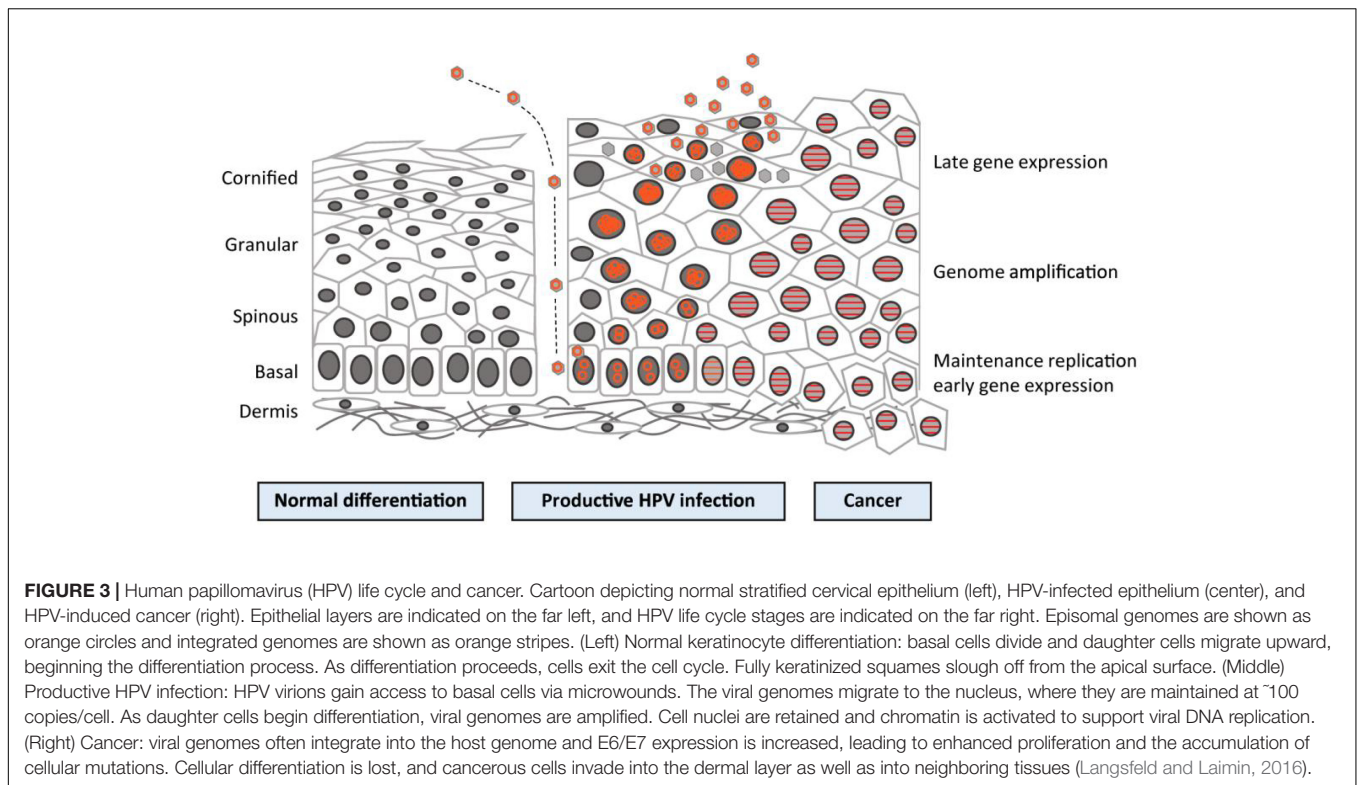 Cornified
Granular
Spinous
Basal
Dermis
Late gene expression
Genome amplification
Maintenance replication
early gene expression
Normal differentiation
Productive HPV infection
Cancer
FIGURE 3 | Human papillomavirus (HPV) life cycle and cancer. Cartoon depicting normal stratified cervical epithelium (left), HPV-infected epithelium (center), and
HPV-induced cancer (right). Epithelial layers are indicated on the far left, and HPV life cycle stages are indicated on the far right. Episomal genomes are shown as
orange circles and integrated genomes are shown as orange stripes. (Left) Normal keratinocyte differentiation: basal cells divide and daughter cells migrate upward,
beginning the differentiation process. As differentiation proceeds, cells exit the cell cycle. Fully keratinized squames slough off from the apical surface. (Middle)
Productive HPV infection: HPV virions gain access to basal cells via microwounds. The viral genomes migrate to the nucleus, where they are maintained at ~100
copies/cell. As daughter cells begin differentiation, viral genomes are amplified. Cell nuclei are retained and chromatin is activated to support viral DNA replication.
(Right) Cancer: viral genomes often integrate into the host genome and E6/E7 expression is increased, leading to enhanced proliferation and the accumulation of
cellular mutations. Cellular differentiation is lost, and cancerous cells invade into the dermal layer as well as into neighboring tissues (Langsfeld and Laimin, 2016).